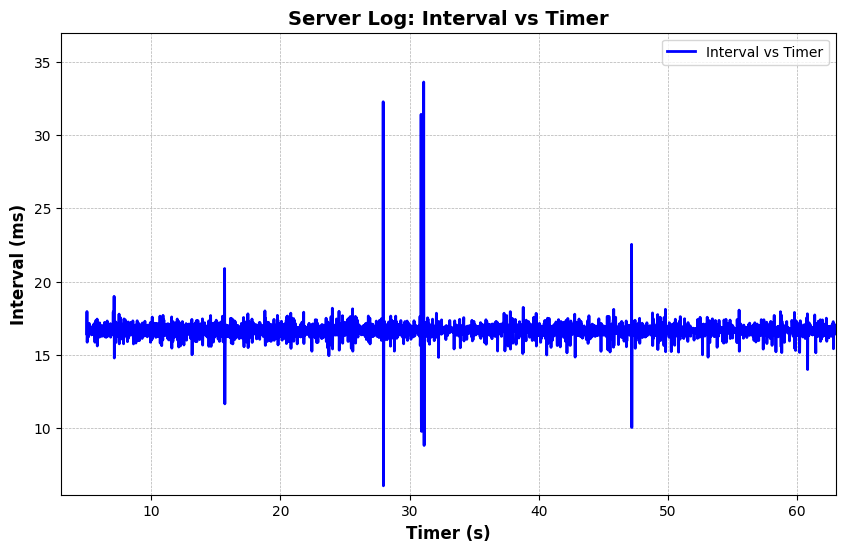 Server Log: Interval vs Timer
Interval vs Timer
Interval (ms)
35
30
25
20
15
10
10 20 30 40 50 60
Timer (s)